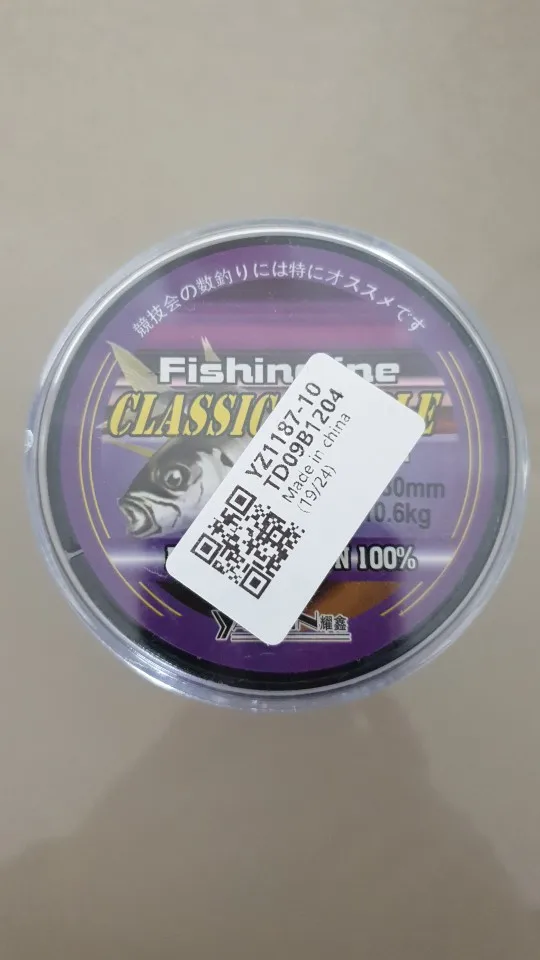 競技会の数釣りには特にオススメです
Fishing
CLASSIC
0mm
10.6kg
100%
耀鑫
YZ1187-10
TD09B1204
Made in china
(19/24)